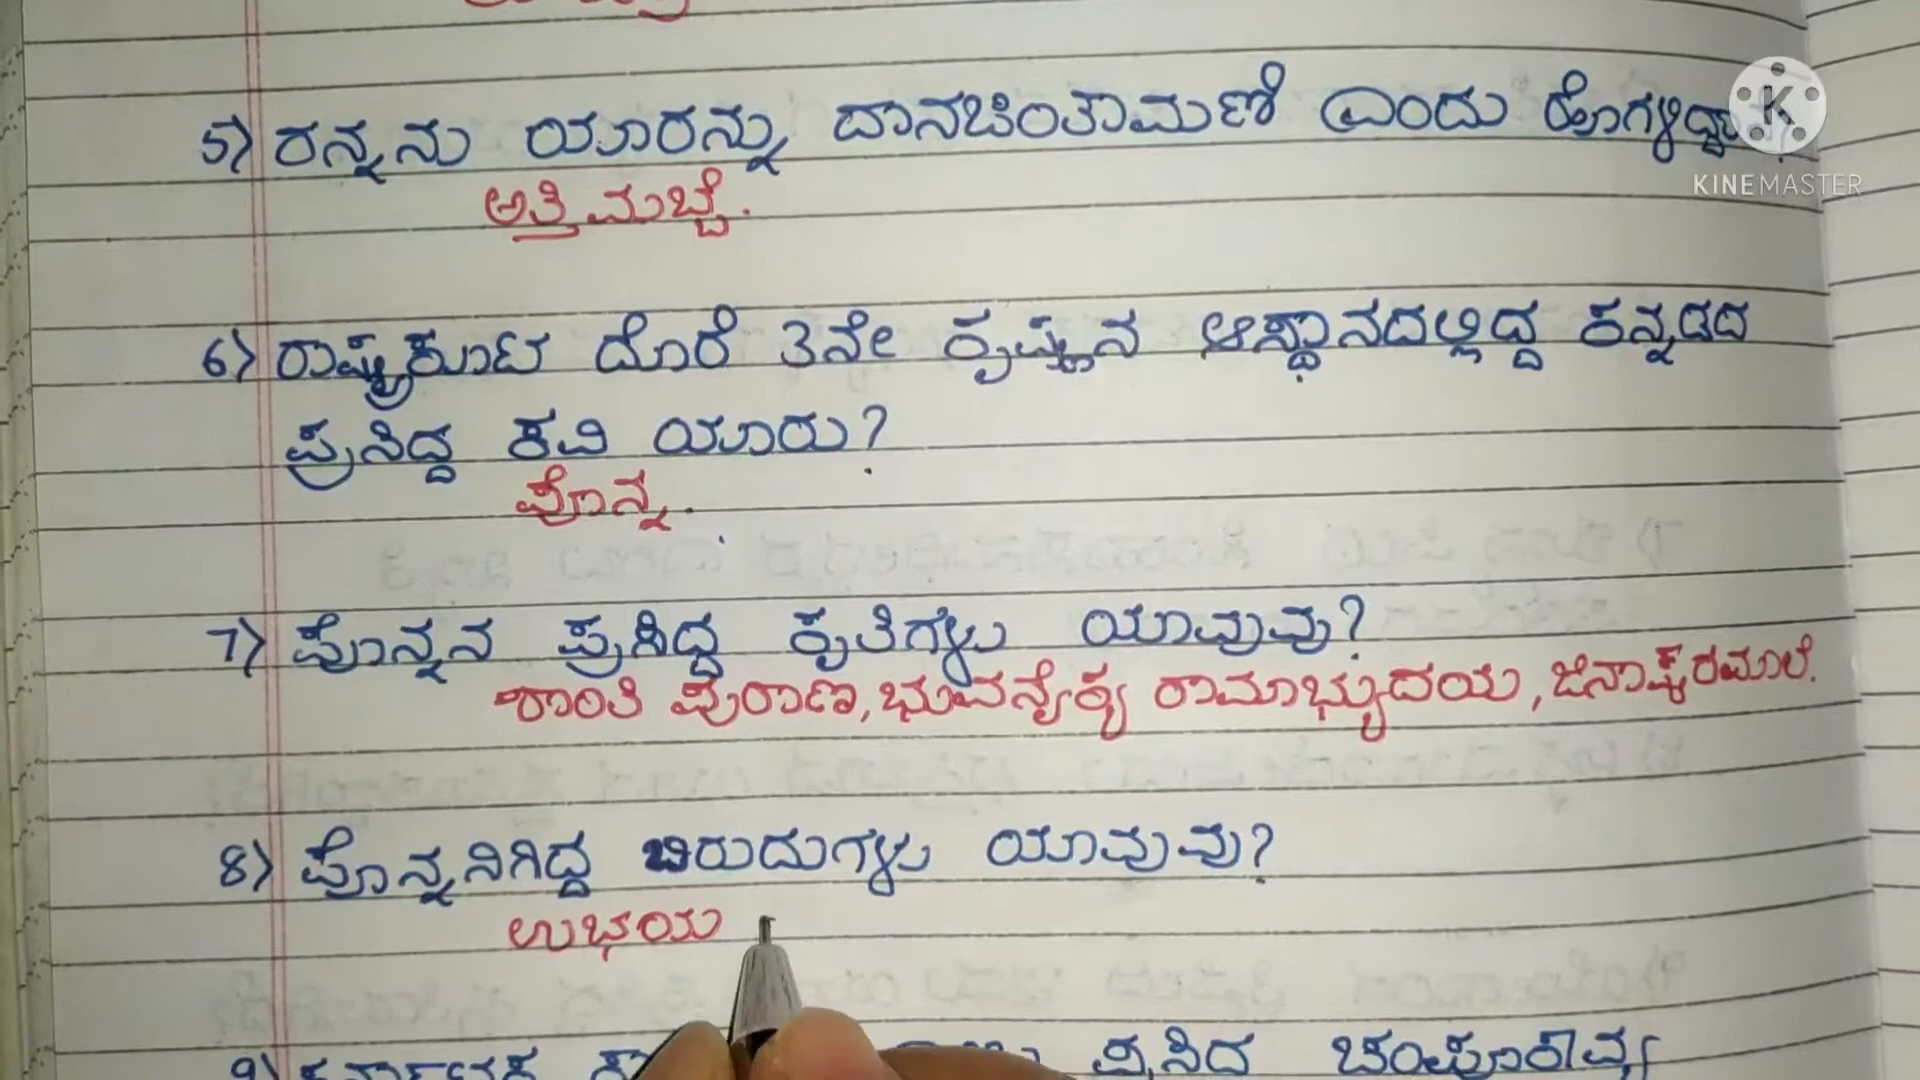 5) ರನ್ನನು ಯಾರನ್ನು ದಾನಚಿಂತಾಮಣಿ ಎಂದು
KINEMASTER
ಅತ್ತಿಮಬ್ಬೆ.
6) ರಾಷ್ಟ್ರಕೂಟ ದೊರೆ 3ನೇ ಕೃಷ್ಣನ ಆಸ್ಥಾನದಲ್ಲಿದ್ದ ಕನ್ನಡದ
ಪ್ರಸಿದ್ದ ಕವಿ ಯಾರು?
ಪೊನ್ನ.
7) ಪೊನ್ನನ ಪ್ರಸಿದ್ದ ಕೃತಿಗಳು ಯಾವುವು?
ಶಾಂತಿ ಪುರಾಣ, ಭುವನೈಕ್ಯ ರಾಮಾಭ್ಯುದಯ, ಜಿನಾಕ್ಷರಮಾಲೆ.
8) ಪೊನ್ನನಿಗಿದ್ದ ಬಿರುದುಗಳು ಯಾವುವು?
ಉಭಯ